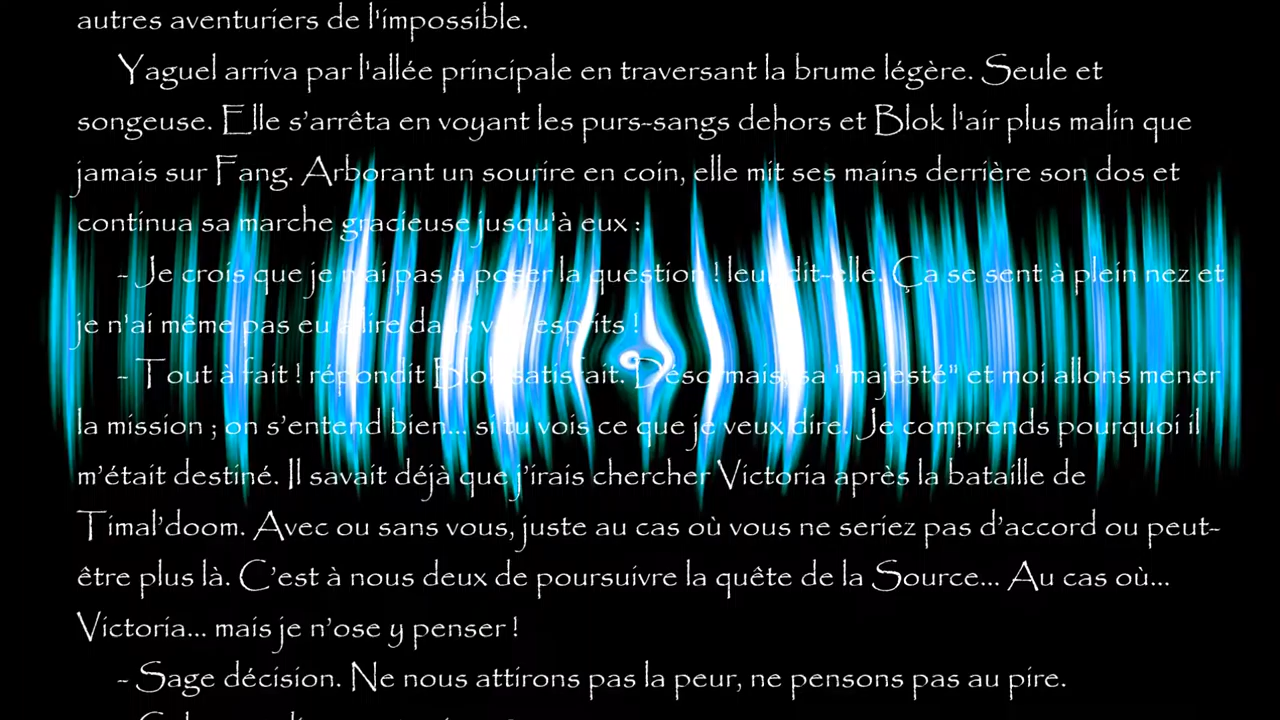 autres aventuriers de l'impossible.
Yaguel arriva par l'allée principale en traversant la brume légère. Seule et
songeuse. Elle s’arrêta en voyant les purs-sangs dehors et Blok l'air plus malin que
jamais sur Fang. Arborant un sourire en coin, elle mit ses mains derrière son dos et
continua sa marche gracieuse jusqu'à eux :
- Je crois que je n'ai pas à poser la question ! leur dit-elle. Ça se sent à plein nez et
je n’ai même pas eu à lire dans vos esprits !
- Tout à fait ! répondit Blok satisfait. Désormais, sa "majesté" et moi allons mener
la mission ; on s’entend bien... si tu vois ce que je veux dire. Je comprends pourquoi il
m’était destiné. Il savait déjà que j’irais chercher Victoria après la bataille de
Timal’doom. Avec ou sans vous, juste au cas où vous ne seriez pas d’accord ou peut-
être plus là. C’est à nous deux de poursuivre la quête de la Source... Au cas où...
Victoria... mais je n’ose y penser !
- Sage décision. Ne nous attirons pas la peur, ne pensons pas au pire.